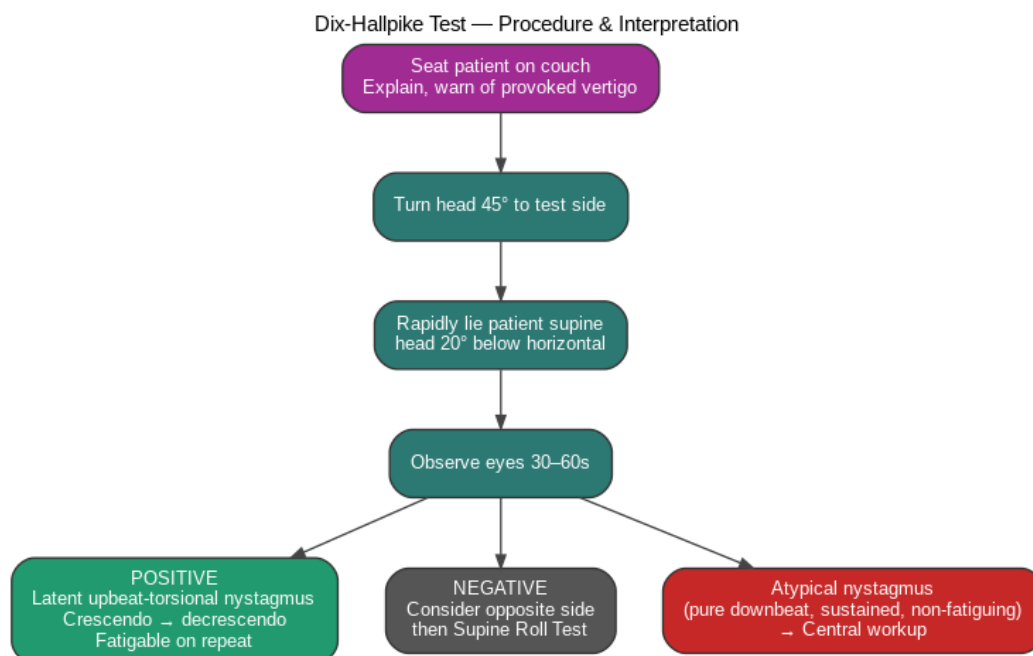 Dix-Hallpike Test — Procedure & Interpretation
Seat patient on couch
Explain, warn of provoked vertigo
Turn head 45° to test side
Rapidly lie patient supine
head 20° below horizontal
Observe eyes 30–60s
POSITIVE
Latent upbeat-torsional nystagmus
Crescendo → decrescendo
Fatigable on repeat
NEGATIVE
Consider opposite side
then Supine Roll Test
Atypical nystagmus
(pure downbeat, sustained, non-fatiguing)
→ Central workup